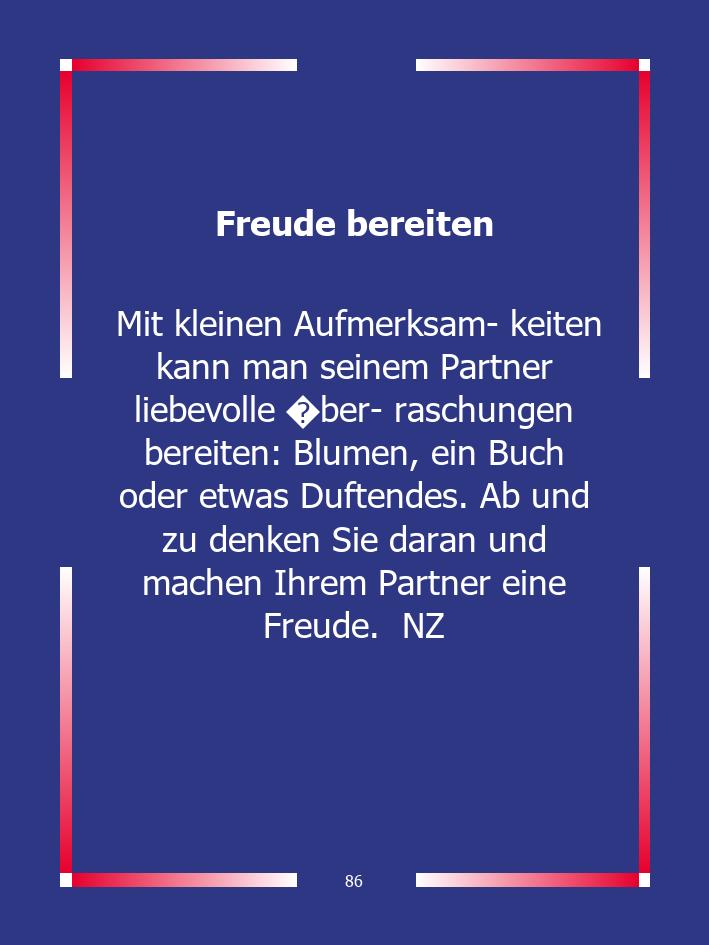 Freude bereiten
Mit kleinen Aufmerksam- keiten
kann man seinem Partner
liebevolle �ber- raschungen
bereiten: Blumen, ein Buch
oder etwas Duftendes. Ab und
zu denken Sie daran und
machen Ihrem Partner eine
Freude.  NZ
86